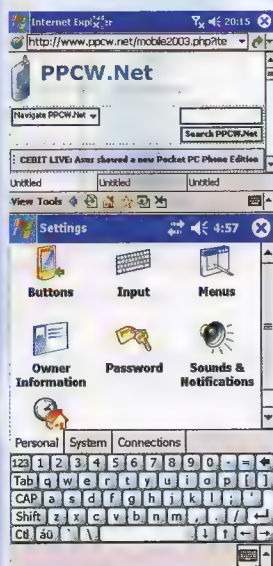 Internet Explorer 20:15
http://www.ppcw.net/mobile2003.php?ite
PPCW.Net
Navigate PPCW.Net
Search PPCW.Net
CEBIT LIVE: Asus showed a new Pocket PC Phone Edition
Untitled Untitled Untitled
View Tools
Settings 4:57
Buttons Input Menus
Owner Information Password Sounds & Notifications
Personal System Connections
123 1 2 3 4 5 6 7 8 9 0 - =
Tab q w e r t y u i o p [ ]
CAP a s d f g h j k l ; '
Shift z x c v b n m , . /
Ctl áü ` \